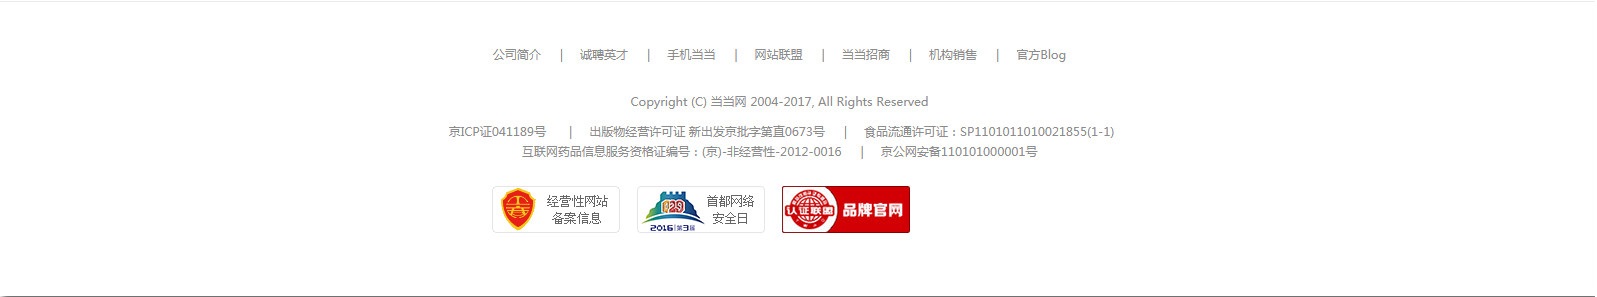 公司简介 | 诚聘英才 | 手机当当 | 网站联盟 | 当当招商 | 机构销售 | 官方Blog
Copyright (C) 当当网 2004-2017, All Rights Reserved
京ICP证041189号 | 出版物经营许可证 新出发京批字第直0673号 | 食品流通许可证：SP1101011010021855(1-1)
互联网药品信息服务资格证编号：(京)-非经营性-2012-0016 | 京公网安备110101000001号
经营性网站
备案信息
429
2016 第3届
首都网络
安全日
认证联盟
品牌官网